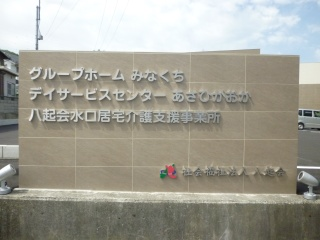 グループホーム みなくち
デイサービスセンター あさひがおか
八起会水口居宅介護支援事業所
社会福祉法人 八起会